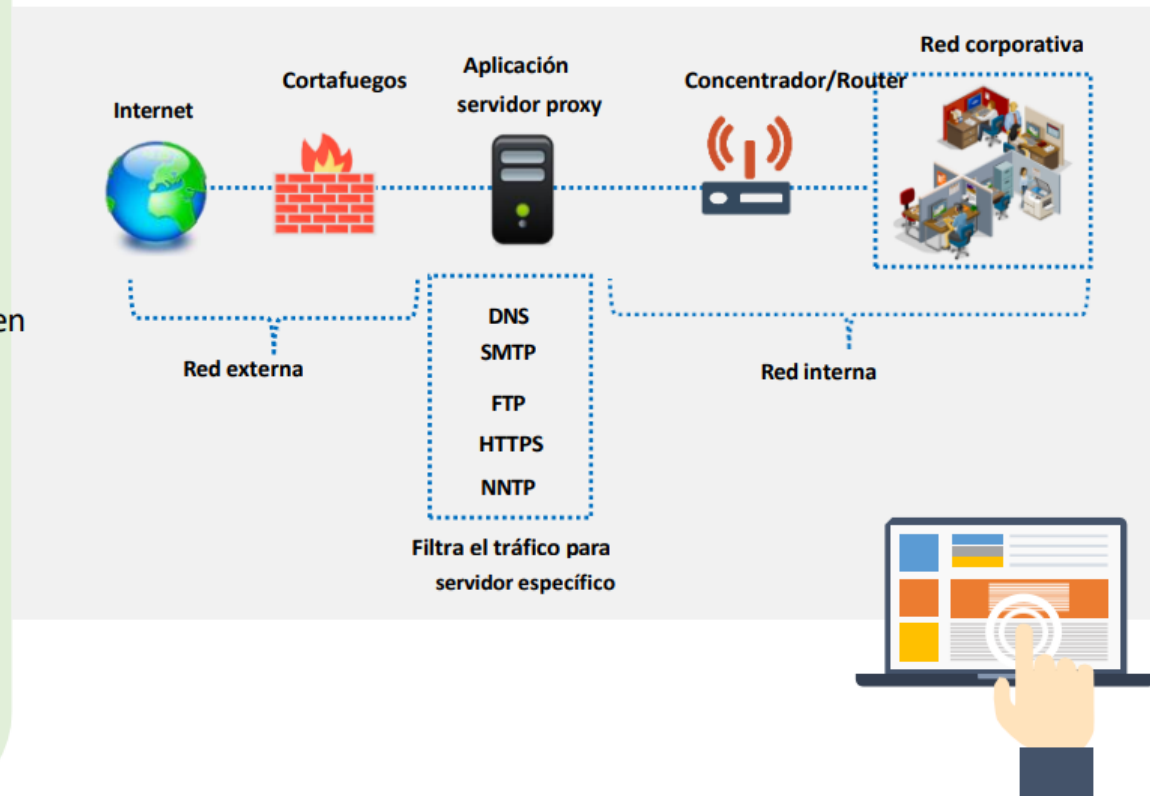 Red corporativa
Aplicación
servidor proxy
Cortafuegos
Concentrador/Router
Internet
en
DNS
SMTP
FTP
HTTPS
NNTP
Red externa
Red interna
Filtra el tráfico para
servidor específico